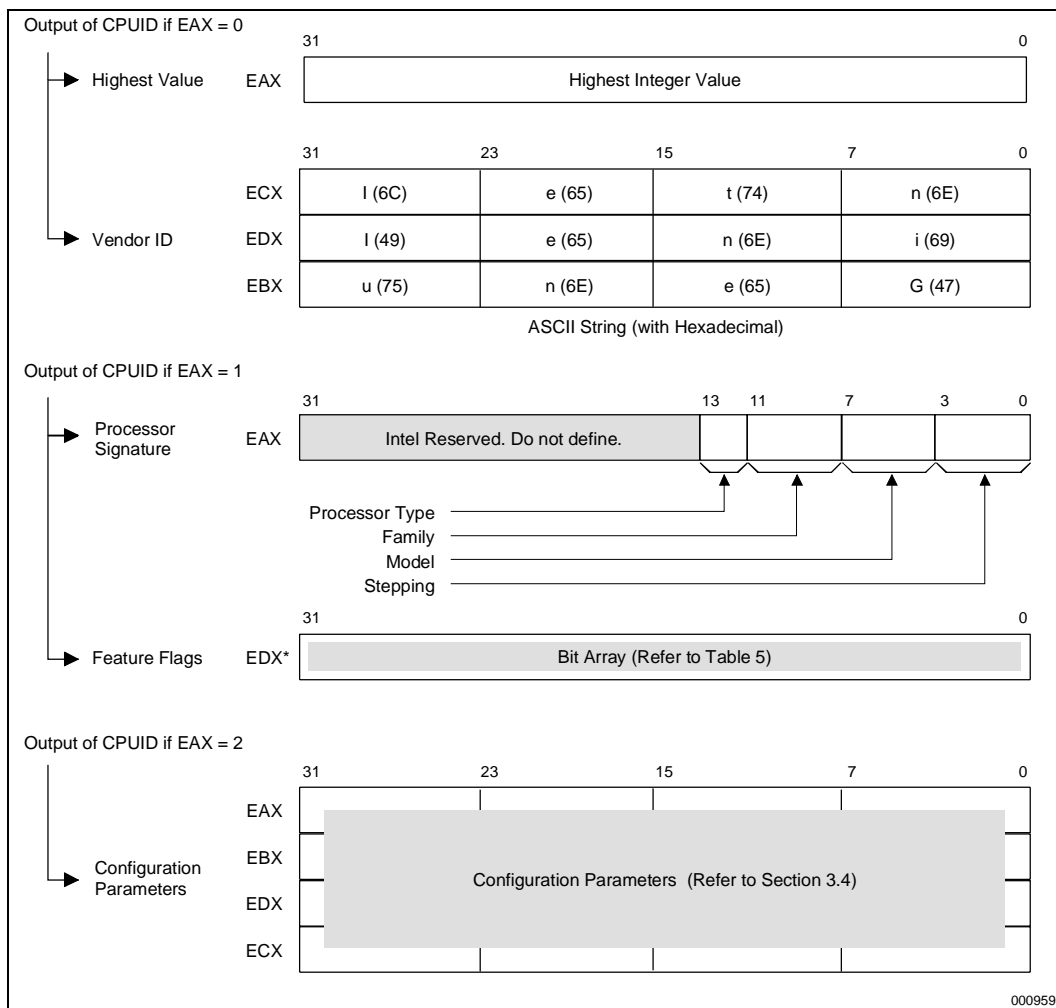 Output of CPUID if EAX = 0
31 0
Highest Value EAX Highest Integer Value
31 23 15 7 0
ECX l (6C) e (65) t (74) n (6E)
Vendor ID EDX I (49) e (65) n (6E) i (69)
EBX u (75) n (6E) e (65) G (47)
ASCII String (with Hexadecimal)
Output of CPUID if EAX = 1
31 13 11 7 3 0
Processor
Signature EAX Intel Reserved. Do not define.
Processor Type
Family
Model
Stepping
31 0
Feature Flags EDX* Bit Array (Refer to Table 5)
Output of CPUID if EAX = 2
31 23 15 7 0
EAX
EBX
Configuration
Parameters
Configuration Parameters (Refer to Section 3.4)
EDX
ECX
000959